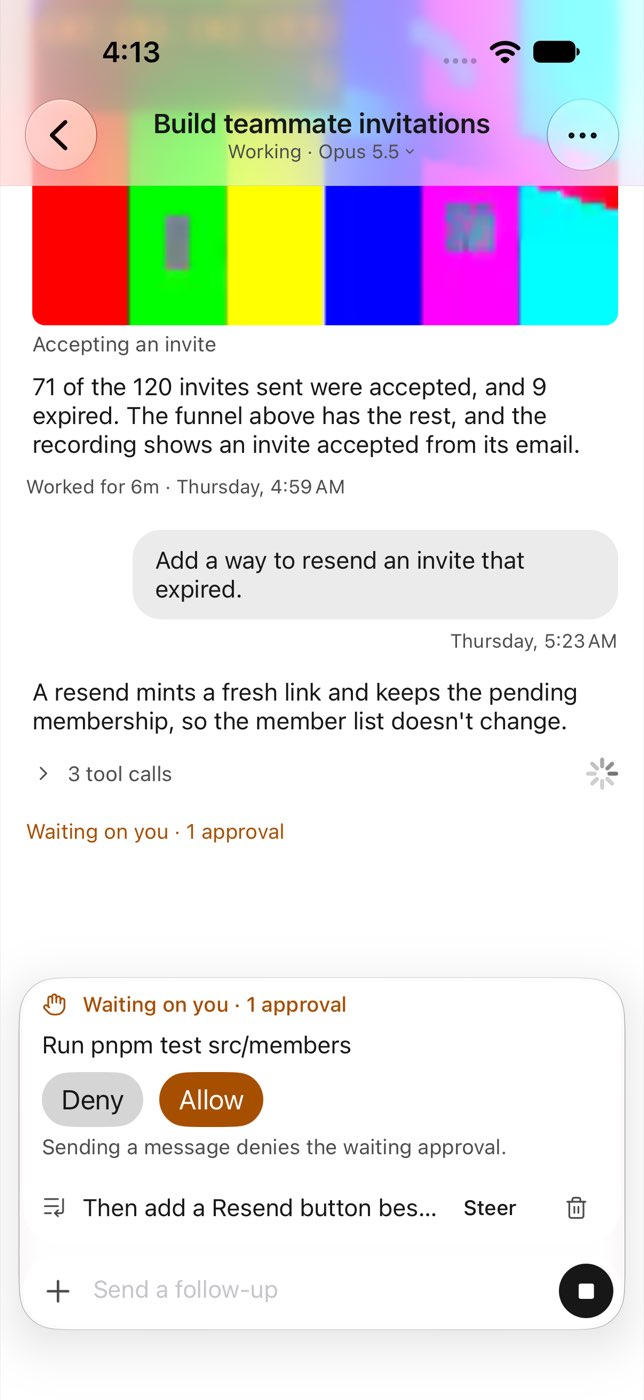 4:13
Build teammate invitations
Working · Opus 5.5
Accepting an invite
71 of the 120 invites sent were accepted, and 9
expired. The funnel above has the rest, and the
recording shows an invite accepted from its email.
Worked for 6m · Thursday, 4:59 AM
Add a way to resend an invite that
expired.
Thursday, 5:23 AM
A resend mints a fresh link and keeps the pending
membership, so the member list doesn't change.
3 tool calls
Waiting on you · 1 approval
Waiting on you · 1 approval
Run pnpm test src/members
Deny Allow
Sending a message denies the waiting approval.
Then add a Resend button bes... Steer
Send a follow-up